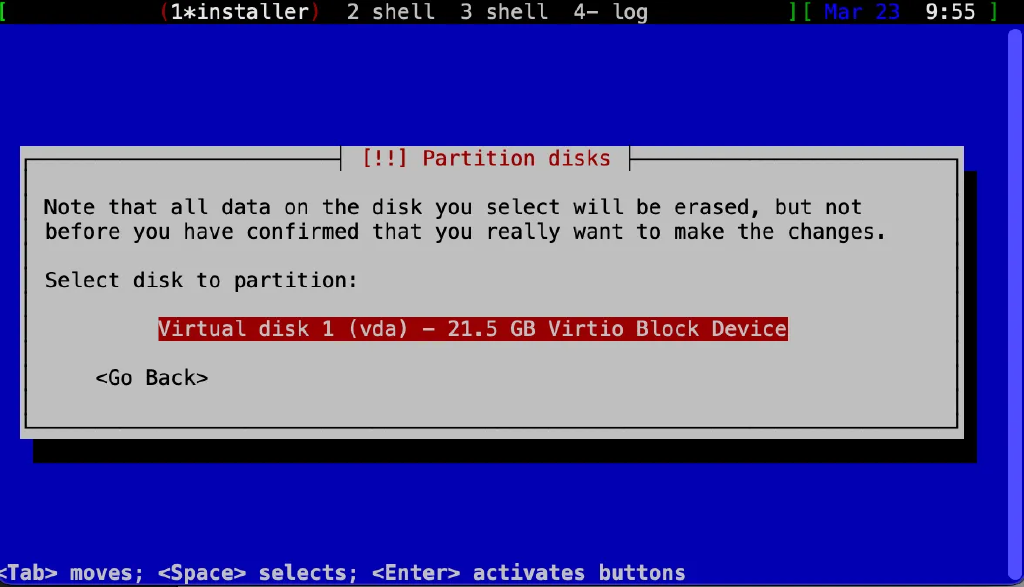 [ (1*installer) 2 shell 3 shell 4- log ][ Mar 23 9:55 ]
[!!] Partition disks
Note that all data on the disk you select will be erased, but not
before you have confirmed that you really want to make the changes.
Select disk to partition:
Virtual disk 1 (vda) - 21.5 GB Virtio Block Device
<Go Back>
<Tab> moves; <Space> selects; <Enter> activates buttons